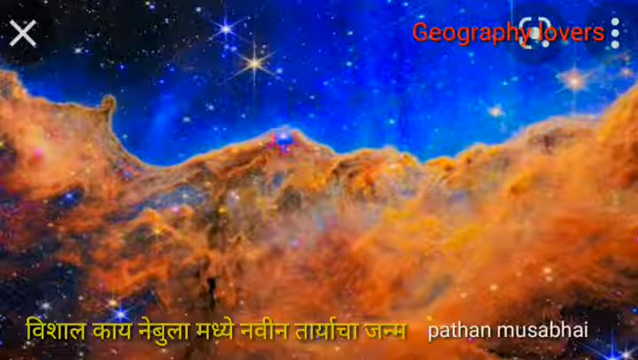 Geography lovers
विशाल काय नेबुला मध्ये नवीन तार्याचा जन्म pathan musabhai